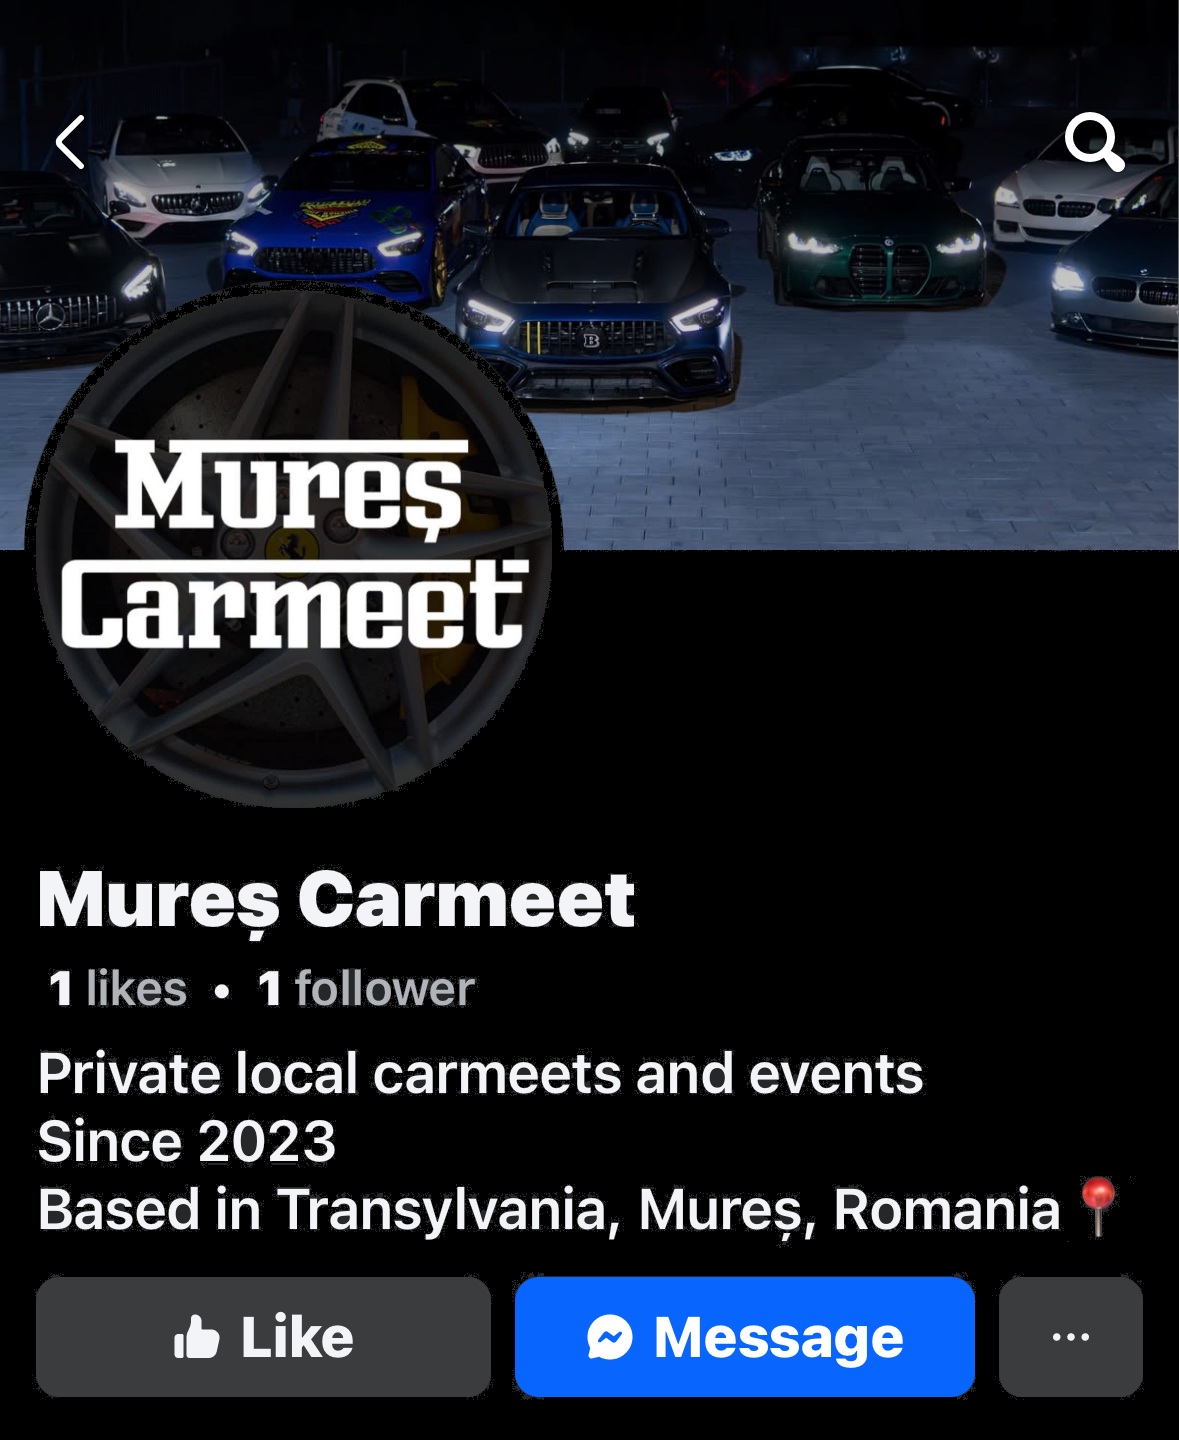 B
Mureș
Carmeet
Mureș Carmeet
1 likes • 1 follower
Private local carmeets and events
Since 2023
Based in Transylvania, Mureș, Romania📍
Like
Message